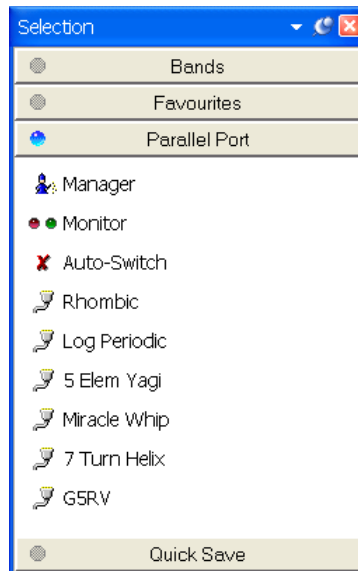 Selection
Bands
Favourites
Parallel Port
Manager
Monitor
Auto-Switch
Rhombic
Log Periodic
5 Elem Yagi
Miracle Whip
7 Turn Helix
G5RV
Quick Save